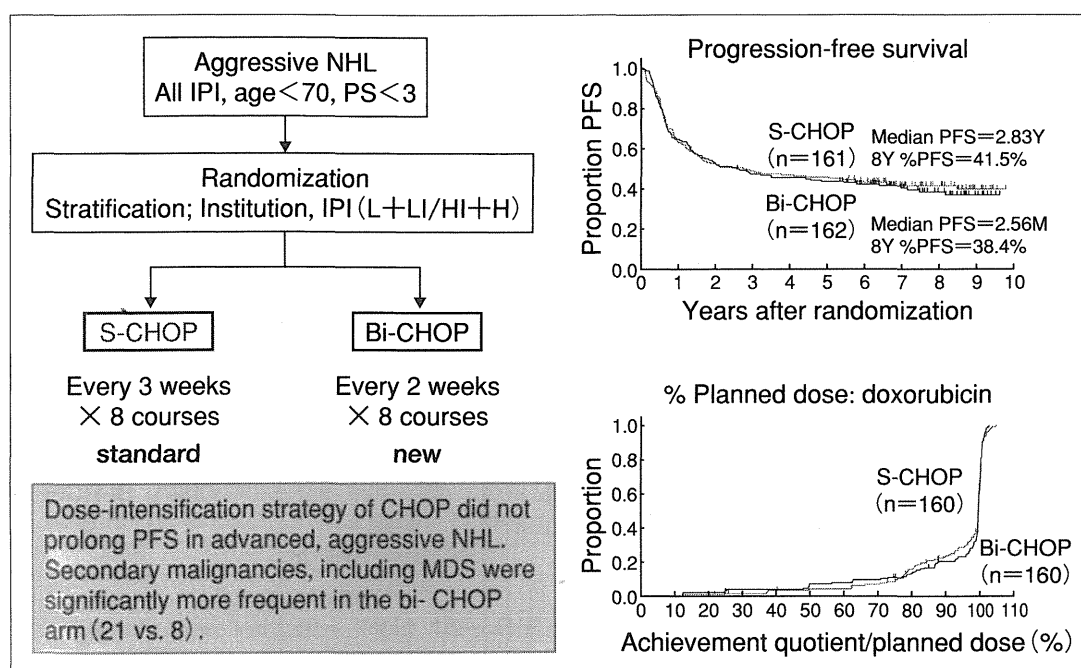 Aggressive NHL
All IPI, age<70, PS<3
Randomization
Stratification; Institution, IPI (L+LI/HI+H)
S-CHOP
Bi-CHOP
Every 3 weeks
× 8 courses
standard
Every 2 weeks
× 8 courses
new
Dose-intensification strategy of CHOP did not
prolong PFS in advanced, aggressive NHL.
Secondary malignancies, including MDS were
significantly more frequent in the bi- CHOP
arm (21 vs. 8).
Progression-free survival
Proportion PFS
1.0
0.8
0.6
0.4
0.2
0.0
S-CHOP
(n=161)
Median PFS=2.83Y
8Y %PFS=41.5%
Bi-CHOP
(n=162)
Median PFS=2.56M
8Y %PFS=38.4%
0 1 2 3 4 5 6 7 8 9 10
Years after randomization
% Planned dose: doxorubicin
Proportion
1.0
0.8
0.6
0.4
0.2
0.0
S-CHOP
(n=160)
Bi-CHOP
(n=160)
0 10 20 30 40 50 60 70 80 90 100 110
Achievement quotient/planned dose (%)